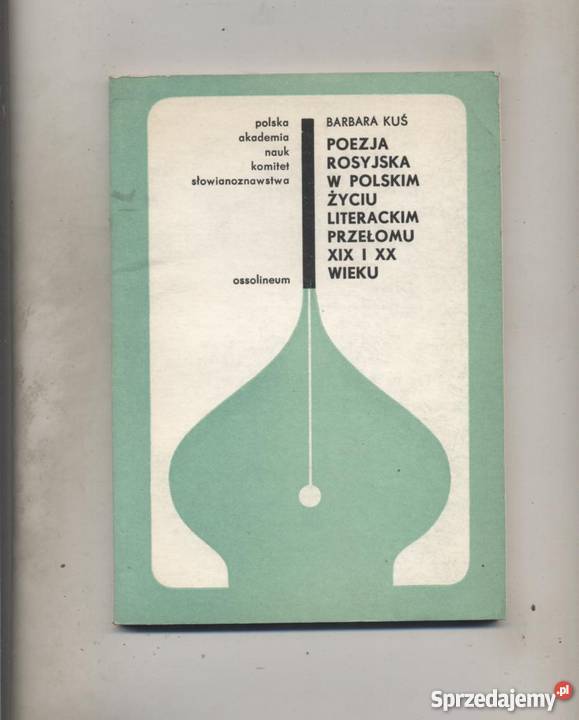 polska
akademia
nauk
komitet
słowianoznawstwa
ossolineum
BARBARA KUŚ
POEZJA
ROSYJSKA
W POLSKIM
ŻYCIU
LITERACKIM
PRZEŁOMU
XIX I XX
WIEKU
Sprzedajemy.pl